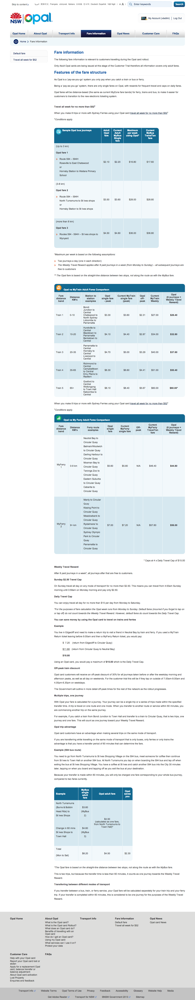 Skip to content
العربية 简体中文 Français ελληνικά Italiano 日本語 한국어 Deutsch Español Việt Ngữ ( A A )
Enter keywords
Search
NSW opal.
My Account (vladiim) Log Out
Opal Home About Opal Transport Info Fare Information Opal News Customer Care FAQs
Home Fare Information
Default fare
Travel all week for $52
Fare information
The following fare information is relevant to customers travelling during the Opal card rollout.
Only Adult Opal cards are being issued at this stage of the Customer Trial therefore all information covers only adult fares.
Features of the fare structure
As Opal is a 'pay-as-you-go' system you only pay when you catch a train or bus or ferry.
Being a 'pay-as-you-go' system, there are only single fares on Opal, with rewards for frequent travel and caps on daily fares.
Opal fares will be distance-based (the same as current MyZone fare bands) for ferry, trains and bus, to make it easier for
customers to transition to the new electronic ticketing system.
Travel all week for no more than $52†
When you make 8 trips or more with Sydney Ferries using your Opal card travel all week for no more than $52†
†Conditions apply.
Sample Opal bus journeys
Adult Opal fare
Current Adult MyBus Single fare
Maximum per week using Opal*
Current MyBus TravelTen fare
(Up to 3 km)
Opal fare 1
» Route 594 – 594H
Roseville to East Chatswood
or
Hornsby Station to Waitara Primary
School
$2.10 $2.20 $16.80 $17.60
(3-8 km)
Opal fare 2
» Route 594 – 594H
North Turramurra to St Ives shops
or
Hornsby Station to St Ives shops
$3.50 $3.60 $28.00 $28.80
(more than 8 km)
Opal fare 3
» Routes 594 - 594H – St Ives shops to
Wynyard
$4.50 $4.60 $36.00 $36.80
*Maximum per week is based on the following assumptions:
» Two journeys a day (one in each direction)
» The Weekly Travel Reward applies after 8 paid journeys in a week (from Monday to Sunday) – all subsequent journeys are
free to customers
** The Opal fare is based on the straight-line distance between two stops, not along the route as with the MyBus fare.
Opal vs MyTrain Adult Fares Comparison
Fare distance band
Distance KM's
Station to station examples
Opal single fare - peak
Current MyTrain single fare (peak)
Opal off-peak
Current MyTrain Weekly
Opal (8 journeys = Weekly Travel Reward)
Train 1 0-10
Bondi
Junction to
Central
Chatswood to
North Sydney
Lidcombe to
Parramatta
$3.30 $3.60 $2.31 $27.00 $26.40
Train 2 10-20
Hurstville to
Central
Blacktown to
Parramatta
Bankstown to
Central
$4.10 $4.40 $2.87 $34.00 $32.80
Train 3 20-35
Parramatta to
Central
Hornsby to
Central
Liverpool to
Central
$4.70 $5.00 $3.29 $40.00 $37.60
Train 4 35-65
Richmond to
Central
Campbelltown
to Central
Emu Plains to
Redfern
$6.30 $6.60 $4.41 $51.00 $50.40
Train 5 65+
Gosford to
Central
Wollongong
to Town Hall
Katoomba to
Central
$8.10 $8.40 $5.67 $60.00 $60.00*
When you make 8 trips or more with Sydney Ferries using your Opal card travel all week for no more than $52†
†Conditions apply.
Opal vs My Ferry Adult Fares Comparison
Fare distance band
Distance KM's
Ferry route examples
Opal single fare
Current MyFerry single fare
Off-peak
Current MyFerry TravelTen fare
Opal (8 journeys = Weekly Travel Reward)
MyFerry 1 0-9 km
Neutral Bay to
Circular Quay
Balmain/Woolwich
to Circular Quay
Darling Harbour to
Circular Quay
Mosman Bay to
Circular Quay
Taronga Zoo to
Circular Quay
Eastern Suburbs
to Circular Quay
Cabarita to
Circular Quay
$5.60 $5.80 N/A $46.40 $44.80
MyFerry 2 9+ km
Manly to Circular
Quay
Kissing Point to
Circular Quay
Meadowbank to
Circular Quay
Rydalmere/ to
Circular Quay
Sydney Olympic
Park to Circular
Quay
Parramatta to
Circular Quay
$7.00 $7.20 N/A $57.60 $56.00
* Caps at 4 x Daily Travel Cap of $15.00
Weekly Travel Reward
After 8 paid journeys in a week*, all journeys after that are free to customers.
Sunday $2.50 Travel Cap
On Sunday travel all day on any mode of transport for no more than $2.50. This means you can travel from 4:00am Sunday
morning until 3:59am on Monday morning and pay only $2.50.
Daily Travel Cap
You can enjoy travel all day for no more than $15 per day from Monday to Saturday.
*For the purposes of fare calculation the Opal week runs from Monday to Sunday. Default fares (incurred if you forget to tap on
or tap off) do not count towards the Weekly Travel Reward. However, default fares do count towards the Daily Travel Cap.
You can save money by using the Opal card to travel on trains and ferries
Example
You live in Edgecliff and need to make a return trip to visit a friend in Neutral Bay by train and ferry. If you used a MyTrain
Return ticket leaving before 9.00am and then a MyFerry Return ticket, you would pay:
$ 7.20 (return from Edgecliff to Circular Quay)
$11.60 (return from Circular Quay to Neutral Bay)
$18.80
Using an Opal card, you would pay a maximum of $15.00 which is the Daily Travel Cap.
Off-peak train discount
Opal card customers will receive an off-peak discount of 30% for all journeys taken before or after the weekday morning and
afternoon peaks, as well as all day on weekends. For the customer trial this will be if they tap on outside of 7.00am-9.00am and
4.00pm-6.30pm on weekdays.
The Government will outline in more detail off-peak times for the rest of the network as the rollout progresses.
Multiple trips, one journey
With Opal your fare is calculated for a journey. Your journey can be a single trip or a series of trips made within the specified
transfer time. A trip is travel on one route and one mode. When you transfer to another route or service within 60 minutes, you
are commencing another trip on the same journey.
For example, if you catch a train from Bondi Junction to Town Hall and transfer to a train to Circular Quay, that is two trips, one
journey and one fare. This will count as one journey toward your Weekly Travel Reward.
Opal trip advantage
Opal card customers have an advantage when making several trips on the same mode of transport.
If you are transferring while travelling on the same mode of transport that is only buses, only ferries or only trains the
advantage is that you have a transfer period of 60 minutes that can determine the fare.
Example (594 bus route)
You need to go from North Turramurra to St Ives Shopping Village on the 594 bus, meet someone for coffee then continue
from St Ives to Town Hall on another 594 bus. At North Turramurra you tap on when boarding the 594 bus and tap off when
exiting the bus at St Ives Shopping Village. You have a coffee at St Ives and catch another 594 bus into the City 30 minutes
later, tapping on when you board and tapping off as you exit the bus at your destination.
Because your transfer is made within 60 minutes, you will only be charged one fare corresponding to your whole bus journey,
compared to two fares currently.
Example
MyBus single adult fare
Opal adult fare
Opal saves you
North Turramurra
(Burns & Bobbin
Head Rds) to
St Ives Shops
$3.60
(MyBus
2)
Change in 60 mins
St Ives Shops to
Town Hall
$4.60
(MyBus
3)
$4.50
(calculated as one fare,
from North Turramurra to
Town Hall)*
Total
(Mon to Sat)
$8.20 $4.50 $2.30
*The Opal fare is based on the straight-line distance between two stops, not along the route as with the MyBus fare.
This is two trips, but because the transfer time is less than 60 minutes, it counts as one journey towards the Weekly Travel
Reward.
Transferring between different modes of transport
If you transfer between a bus, train, or ferry service, your Opal fare will be calculated separately for your train trip and your ferry
trip. If your transfer is completed within 60 minutes, this is considered to be one journey for the purposes of the Weekly Travel
Reward.
Opal Home
About Opal
What is the Opal card?
What is the Opal card Rollout?
What does an Opal card do?
Benefits of travelling with an
Opal card
How do I get an Opal card?
Using my Opal card
What services can I use it on?
Protect your data
Transport Info
Fare Information
Default fare
Travel all week for $52
Opal News
Opal card News
Customer Care
Help with your Opal card
Report your Opal card lost or
stolen
Apply for a replacement Opal
card, balance transfer or
balance adjustment
About Opal card activation
Lost Property
Enquiries and feedback
FAQs
Transport info Website Terms Opal Terms of Use Privacy Feedback Accessibility Glossary Website Help Media
Get Adobe Reader Transport for NSW ©NSW Government 2013 Sitemap